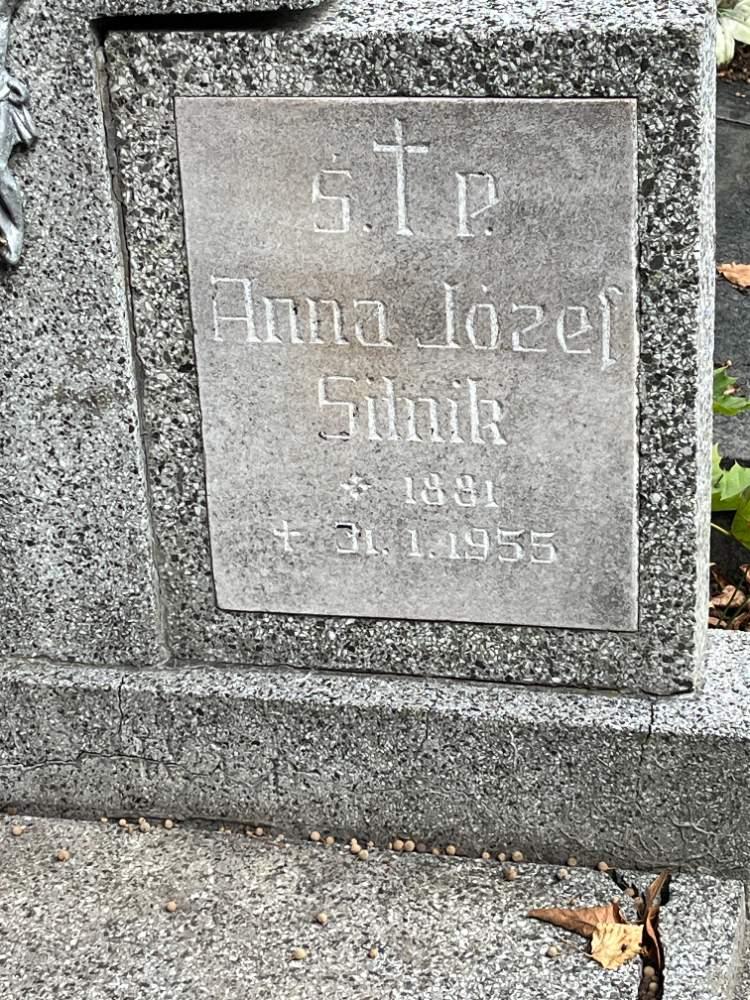 Ś. † P.
Anna Józef
Silnik
* 1881
+ 31. 1. 1955